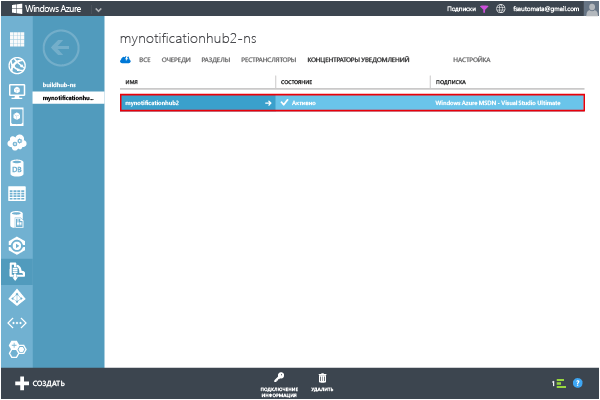 Windows Azure
Подписки
fsautomata@gmail.com
mynotificationhub2-ns
ВСЕ ОЧЕРЕДИ РАЗДЕЛЫ РЕСТРАНСЛЯТОРЫ КОНЦЕНТРАТОРЫ УВЕДОМЛЕНИЙ НАСТРОЙКА
buildhub-ns
mynotificationhu...
ИМЯ СОСТОЯНИЕ ПОДПИСКА
mynotificationhub2 Активно Windows Azure MSDN - Visual Studio Ultimate
DB
СОЗДАТЬ
ПОДКЛЮЧЕНИЕ
ИНФОРМАЦИЯ
УДАЛИТЬ
1
?